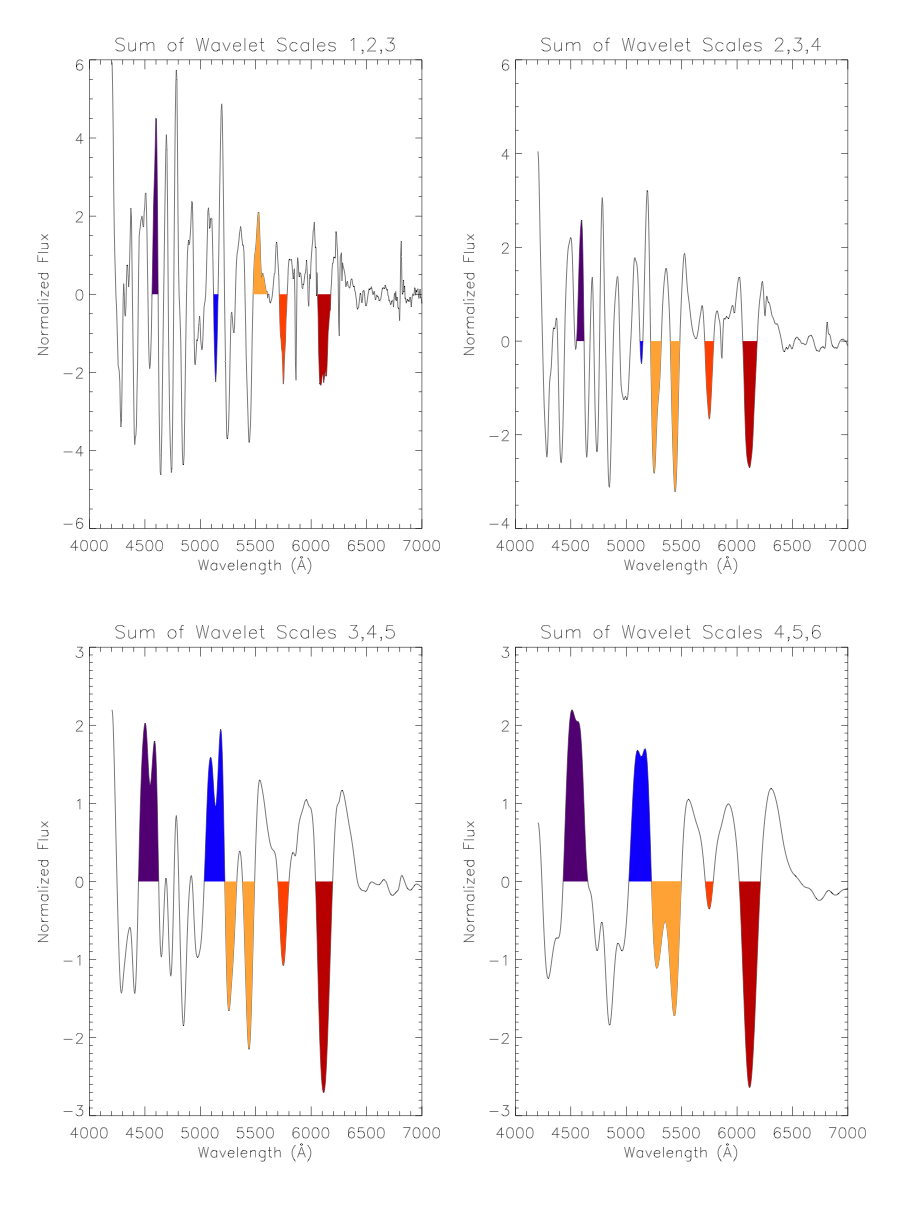 Sum of Wavelet Scales 1,2,3
6
4
2
0
−2
−4
−6
Normalized Flux
4000 4500 5000 5500 6000 6500 7000
Wavelength (Å)
Sum of Wavelet Scales 2,3,4
6
4
2
0
−2
−4
Normalized Flux
4000 4500 5000 5500 6000 6500 7000
Wavelength (Å)
Sum of Wavelet Scales 3,4,5
3
2
1
0
−1
−2
−3
Normalized Flux
4000 4500 5000 5500 6000 6500 7000
Wavelength (Å)
Sum of Wavelet Scales 4,5,6
3
2
1
0
−1
−2
−3
Normalized Flux
4000 4500 5000 5500 6000 6500 7000
Wavelength (Å)